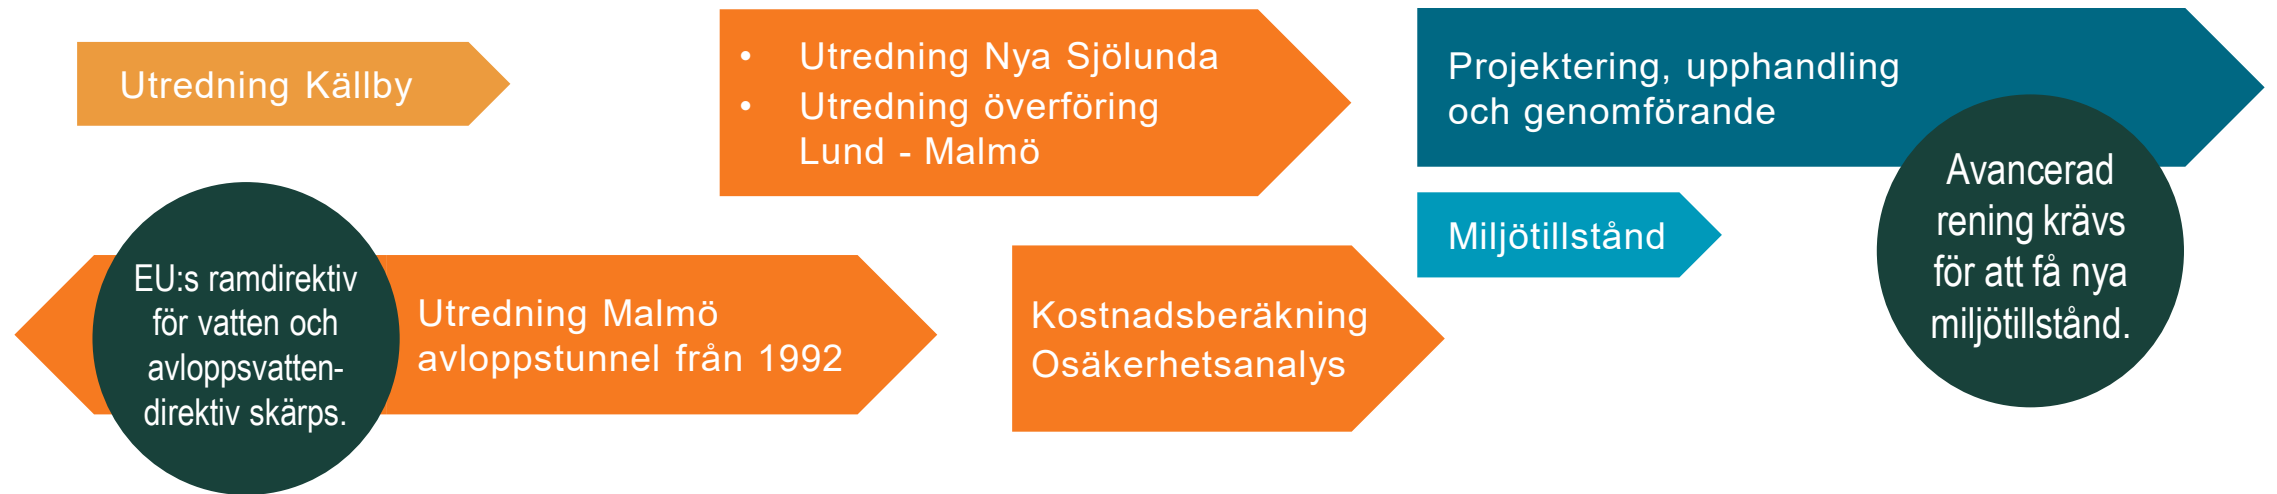 Utredning Källby
• Utredning Nya Sjölunda
• Utredning överföring
Lund - Malmö
Projektering, upphandling
och genomförande
Avancerad
rening krävs
för att få nya
miljötillstånd.
Miljötillstånd
EU:s ramdirektiv
för vatten och
avloppsvatten-
direktiv skärps.
Utredning Malmö
avloppstunnel från 1992
Kostnadsberäkning
Osäkerhetsanalys